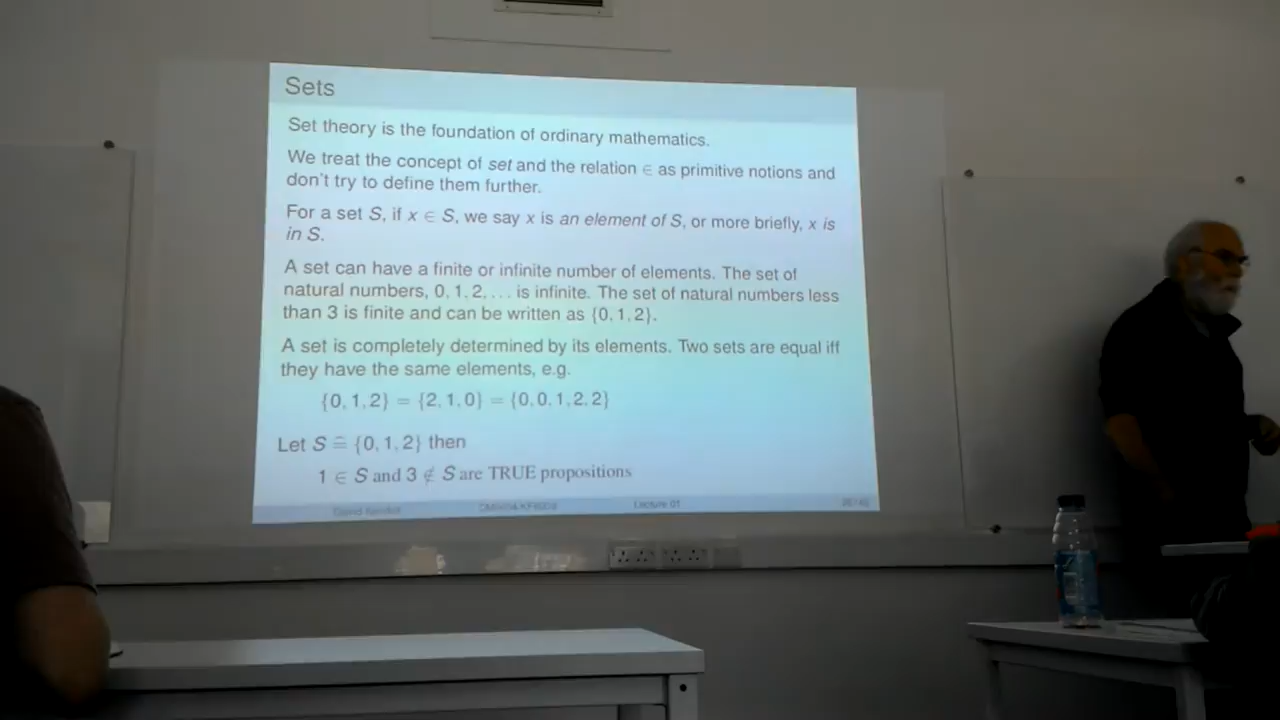 Sets
Set theory is the foundation of ordinary mathematics.
We treat the concept of set and the relation ∈ as primitive notions and
don't try to define them further.
For a set S, if x ∈ S, we say x is an element of S, or more briefly, x is
in S.
A set can have a finite or infinite number of elements. The set of
natural numbers, 0, 1, 2, ... is infinite. The set of natural numbers less
than 3 is finite and can be written as {0, 1, 2}.
A set is completely determined by its elements. Two sets are equal iff
they have the same elements, e.g.
{0, 1, 2} = {2, 1, 0} = {0, 0, 1, 2, 2}
Let S ≙ {0, 1, 2} then
1 ∈ S and 3 ∉ S are TRUE propositions
Lecture 01